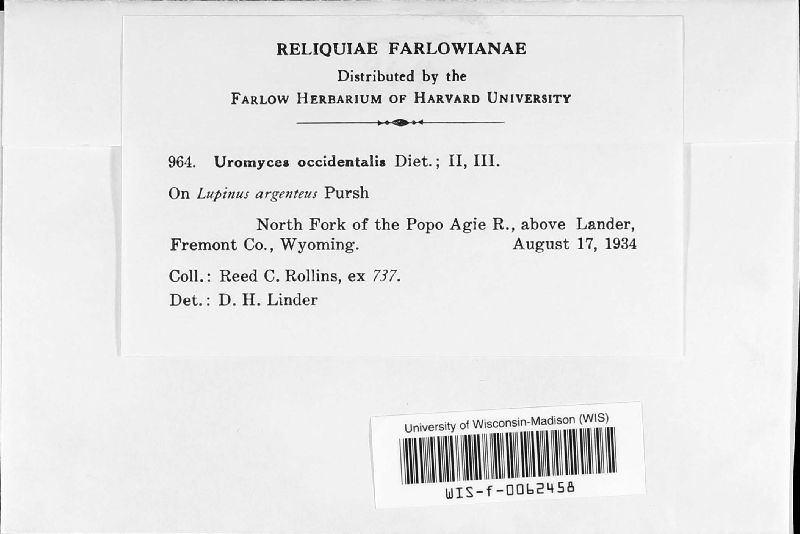 RELIQUIAE FARLOWIANAE
Distributed by the
FARLOW HERBARIUM OF HARVARD UNIVERSITY
964. Uromyces occidentalis Diet.; II, III.
On Lupinus argenteus Pursh
North Fork of the Popo Agie R., above Lander,
Fremont Co., Wyoming. August 17, 1934
Coll.: Reed C. Rollins, ex 737.
Det.: D. H. Linder
University of Wisconsin-Madison (WIS)
WIS-f-0062458